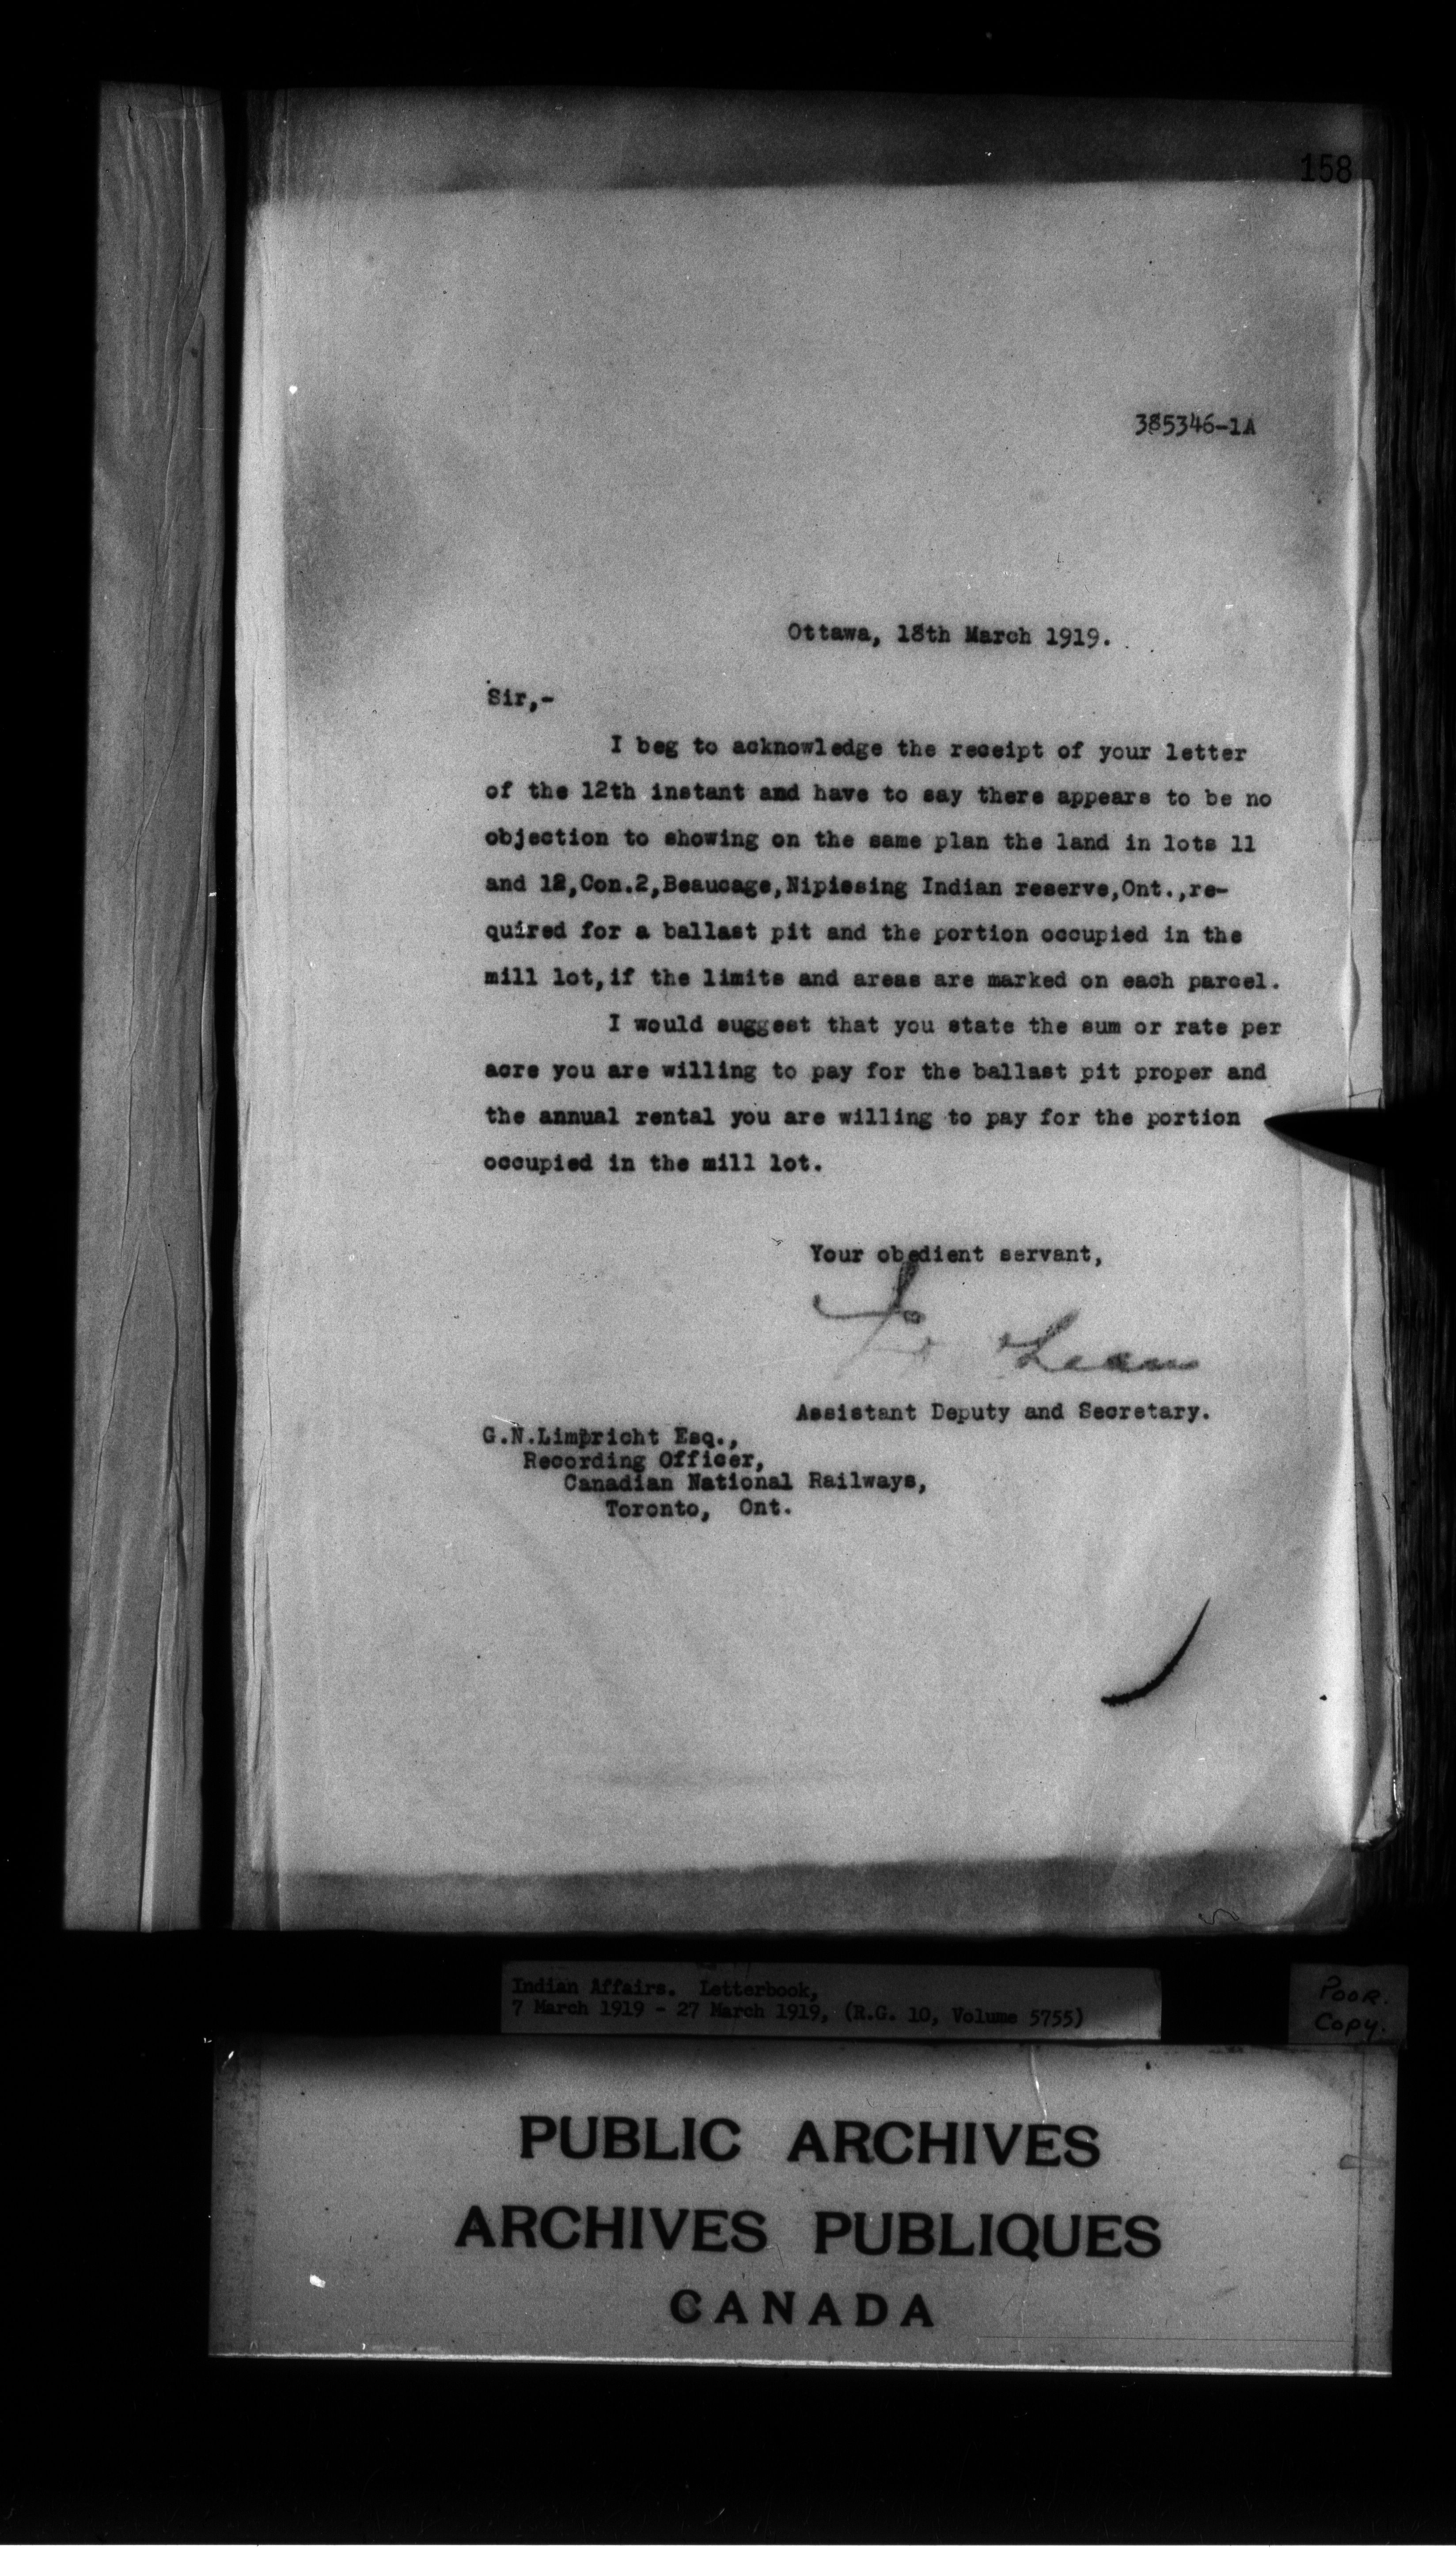 158
385346-1A
Ottawa, 18th March 1919.
Sir,-
I beg to acknowledge the receipt of your letter
of the 12th instant and have to say there appears to be no
objection to showing on the same plan the land in lots 11
and 12,Con.2,Beaucage,Nipissing Indian reserve,Ont.,re-
quired for a ballast pit and the portion occupied in the
mill lot,if the limits and areas are marked on each parcel.
I would suggest that you state the sum or rate per
acre you are willing to pay for the ballast pit proper and
the annual rental you are willing to pay for the portion
occupied in the mill lot.
Your obedient servant,
Lean
Assistant Deputy and Secretary.
G.N.Limpricht Esq.,
Recording Officer,
Canadian National Railways,
Toronto, Ont.
Indian Affairs. Letterbook,
7 March 1919 - 27 March 1919, (R.G. 10, Volume 5755)
POOR.
Copy.
PUBLIC ARCHIVES
ARCHIVES PUBLIQUES
CANADA